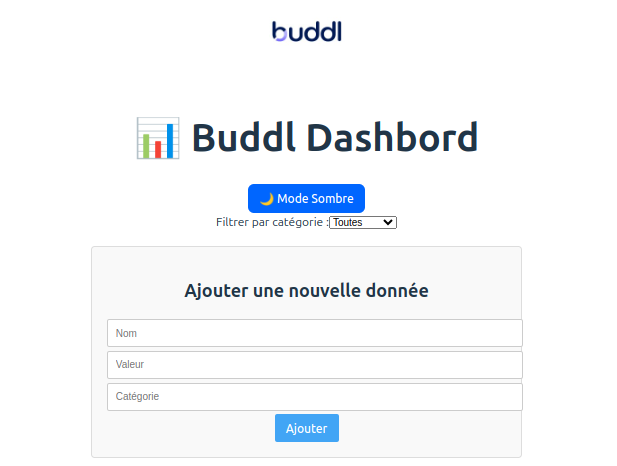 buddl
📊 Buddl Dashbord
🌙 Mode Sombre
Filtrer par catégorie : Toutes
Ajouter une nouvelle donnée
Nom
Valeur
Catégorie
Ajouter